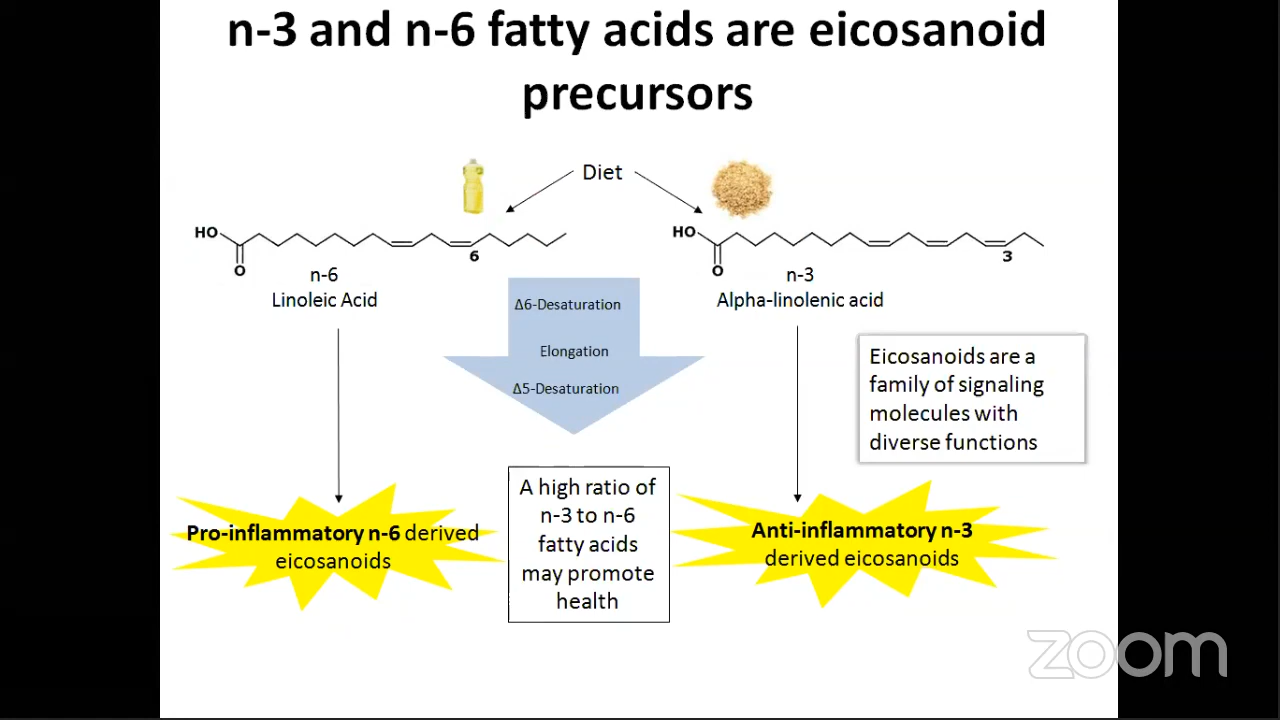 n-3 and n-6 fatty acids are eicosanoid
precursors
Diet
HO
O
6
n-6
Linoleic Acid
HO
O
3
n-3
Alpha-linolenic acid
Δ6-Desaturation
Elongation
Δ5-Desaturation
Eicosanoids are a
family of signaling
molecules with
diverse functions
Pro-inflammatory n-6 derived
eicosanoids
A high ratio of
n-3 to n-6
fatty acids
may promote
health
Anti-inflammatory n-3
derived eicosanoids
zoom